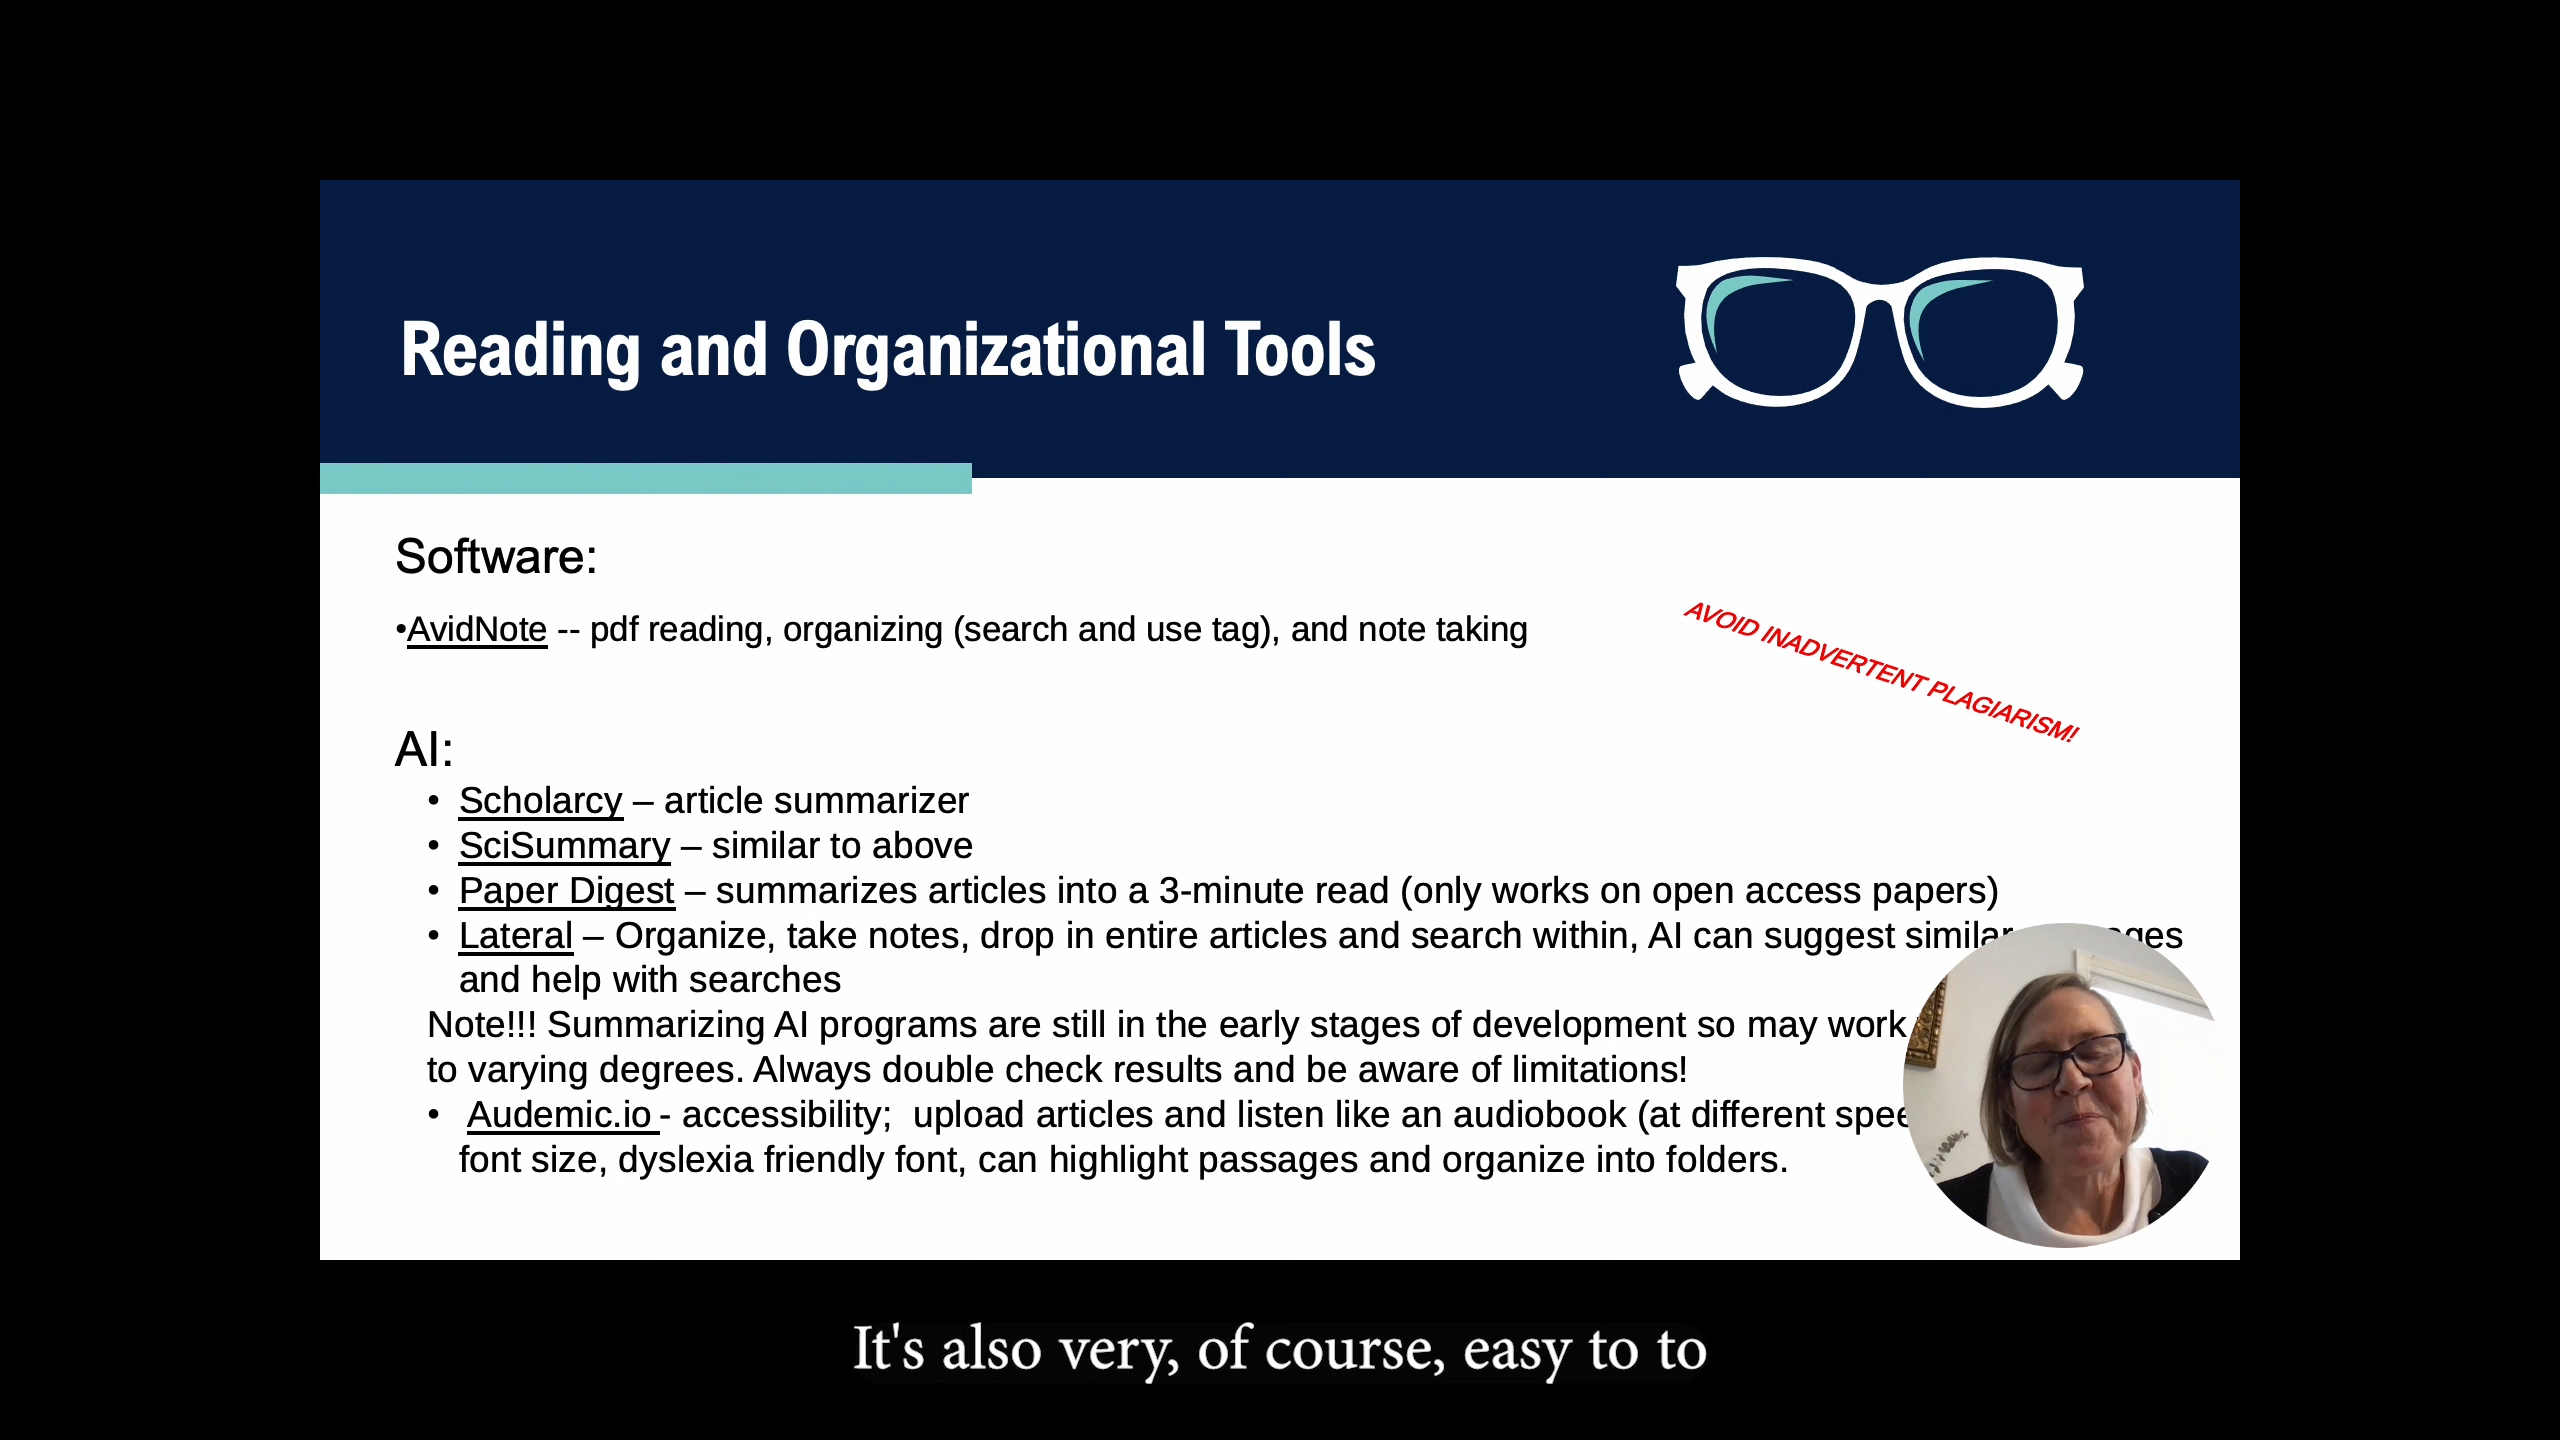 Reading and Organizational Tools
Software:
•AvidNote -- pdf reading, organizing (search and use tag), and note taking
AVOID INADVERTENT PLAGIARISM!
AI:
• Scholarcy – article summarizer
• SciSummary – similar to above
• Paper Digest – summarizes articles into a 3-minute read (only works on open access papers)
• Lateral – Organize, take notes, drop in entire articles and search within, AI can suggest similar
and help with searches
Note!!! Summarizing AI programs are still in the early stages of development so may work
to varying degrees. Always double check results and be aware of limitations!
• Audemic.io - accessibility;  upload articles and listen like an audiobook (at different
font size, dyslexia friendly font, can highlight passages and organize into folders.
It's also very, of course, easy to to